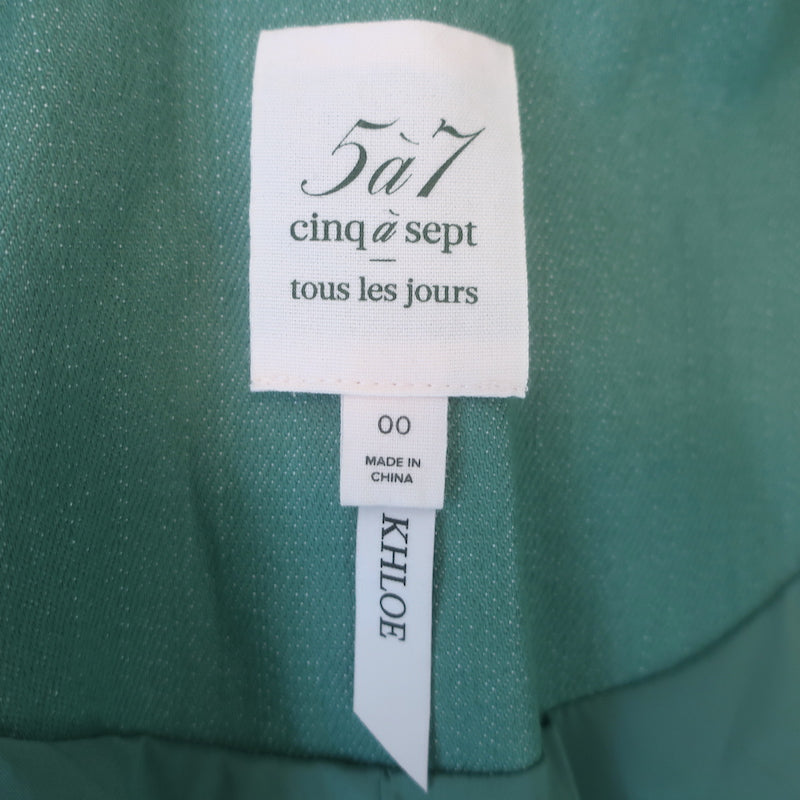 5à7
cinq à sept
tous les jours
00
MADE IN
CHINA
KHLOE